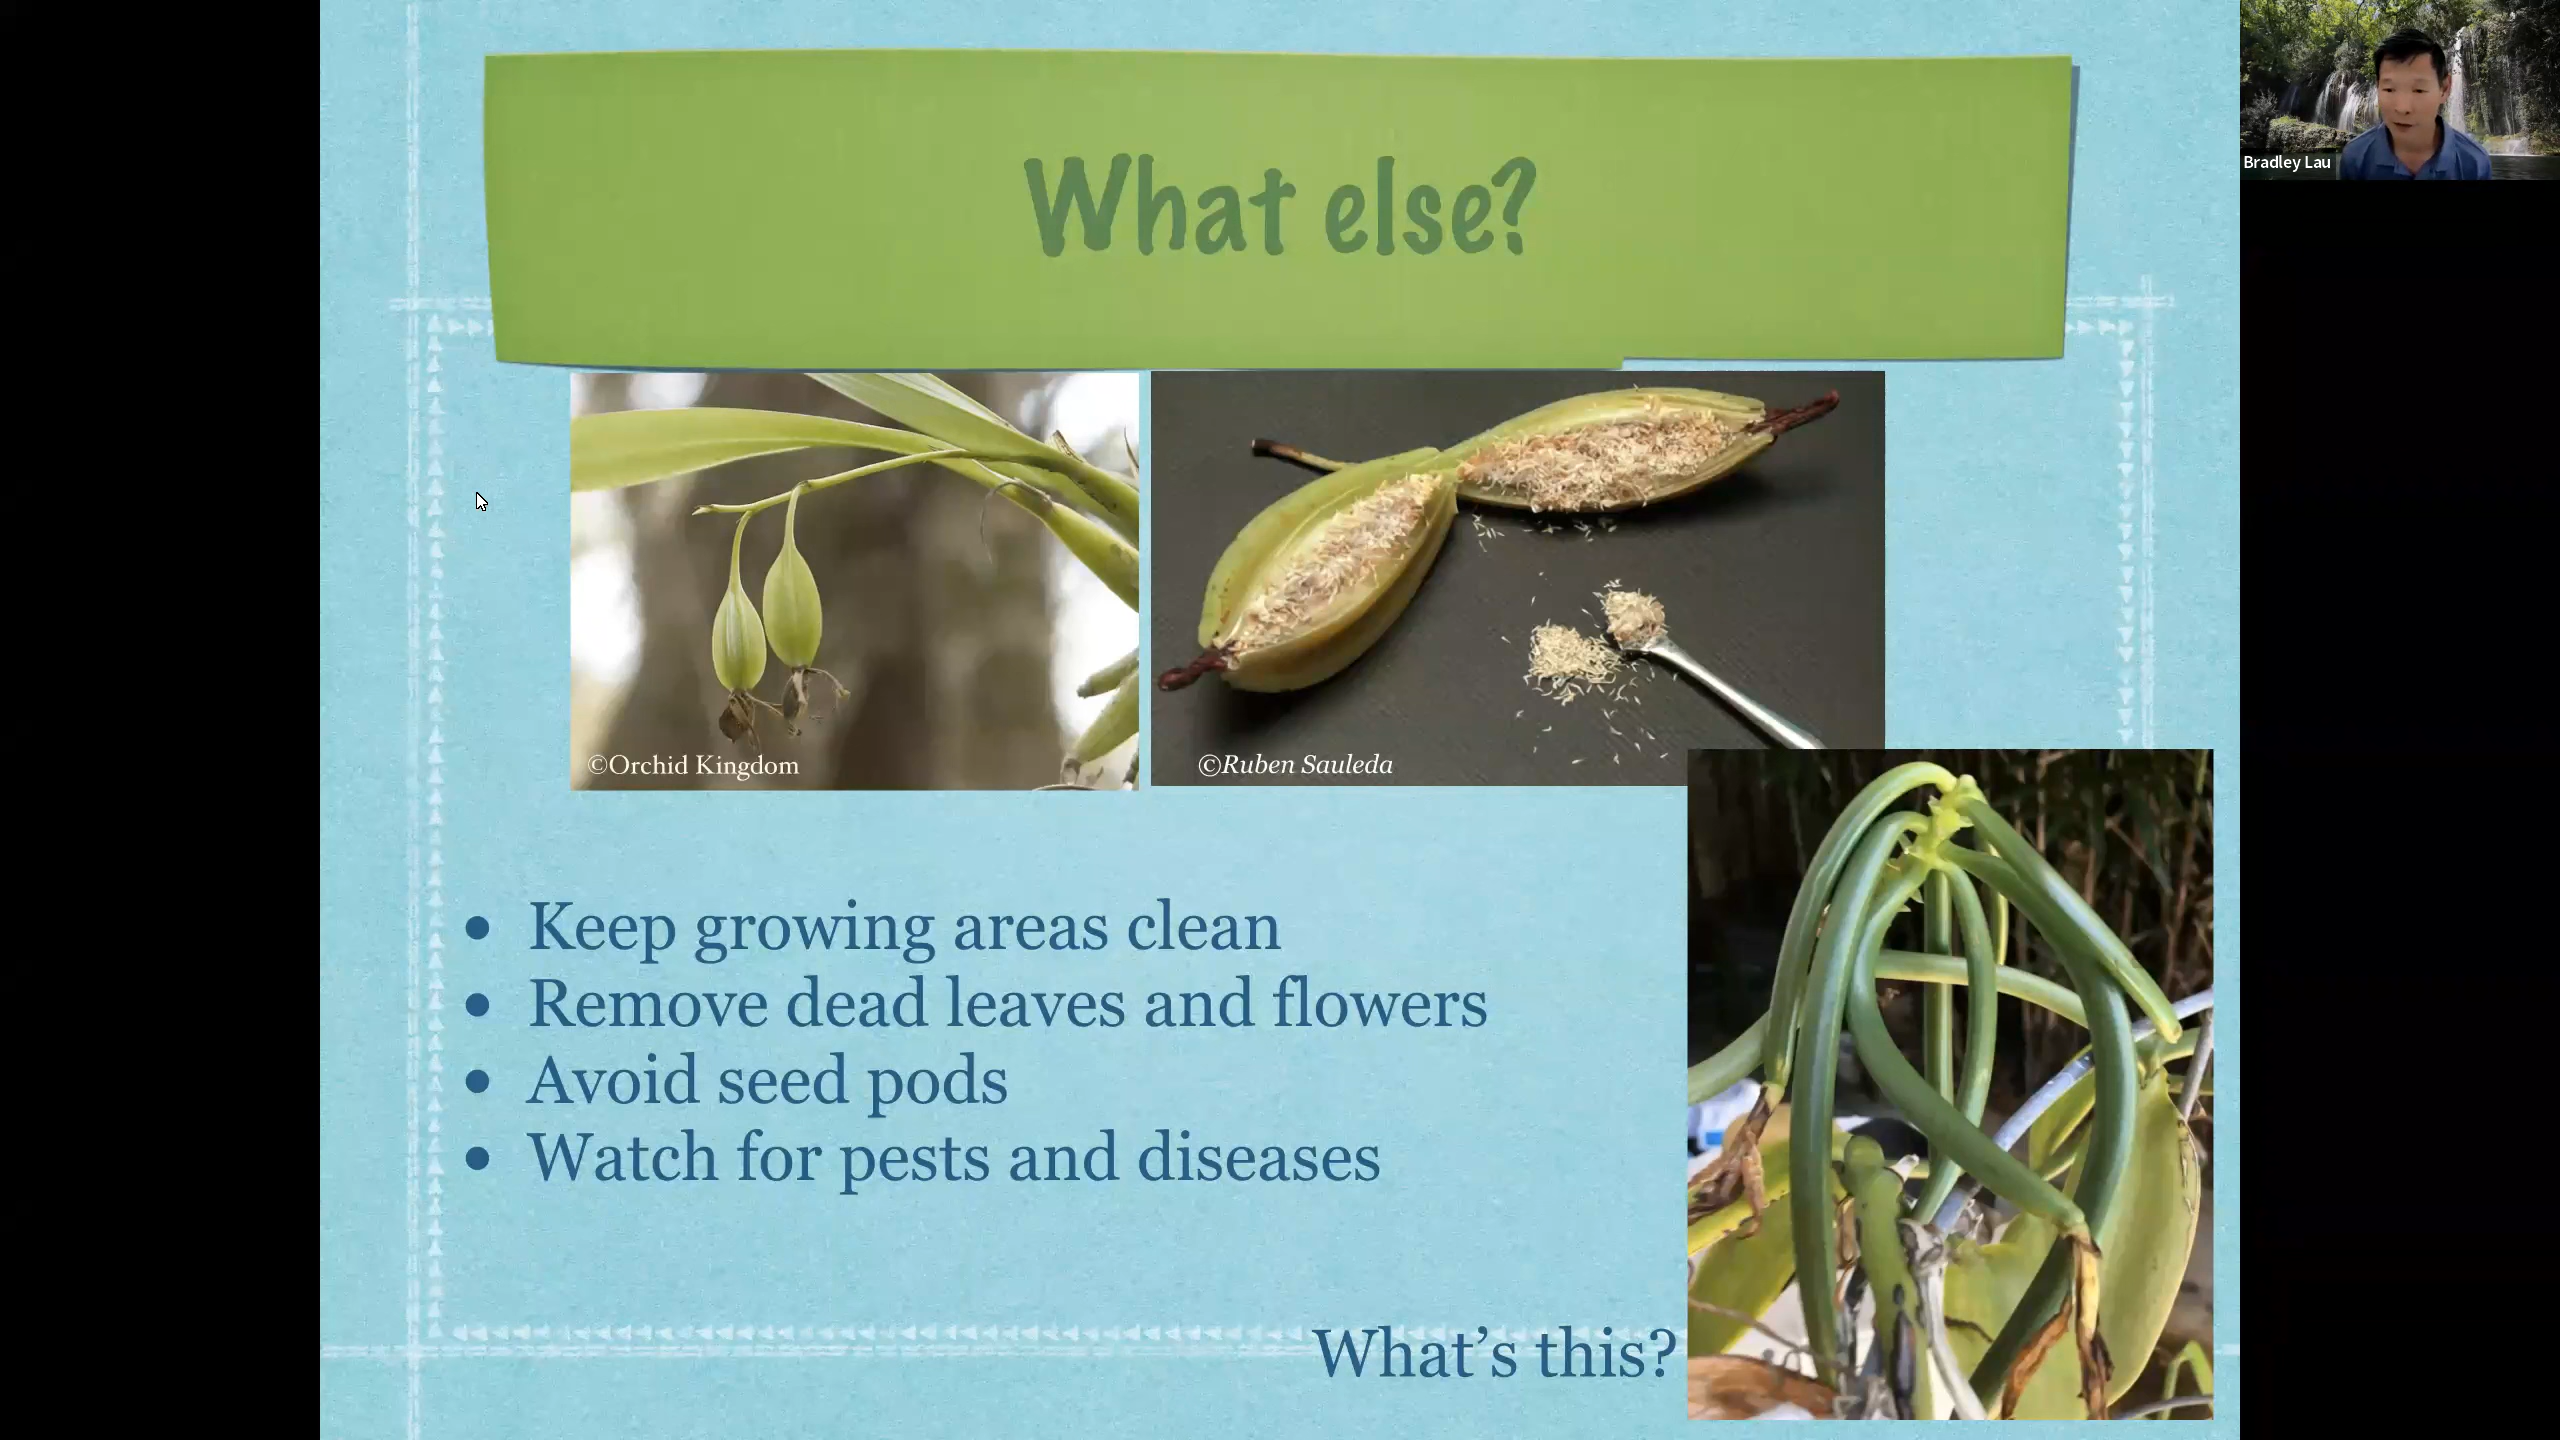 What else?
Bradley Lau
©Orchid Kingdom
©Ruben Sauleda
• Keep growing areas clean
• Remove dead leaves and flowers
• Avoid seed pods
• Watch for pests and diseases
What’s this?